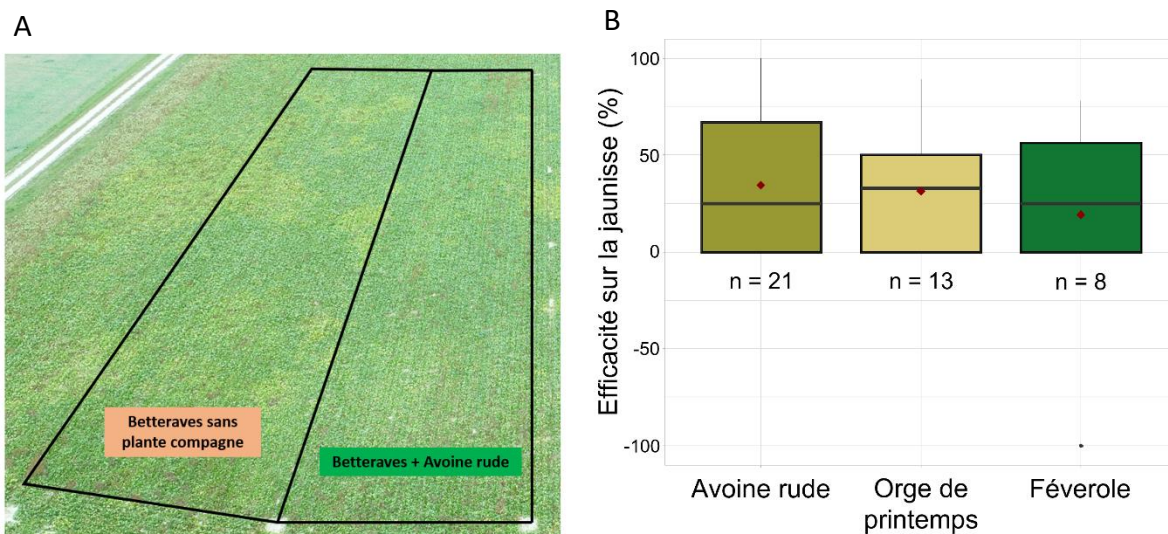 A
B
Betteraves sans
plante compagne
Betteraves + Avoine rude
Efficacité sur la jaunisse (%)
100
50
0
-50
-100
n = 21
n = 13
n = 8
Avoine rude
Orge de
printemps
Féverole